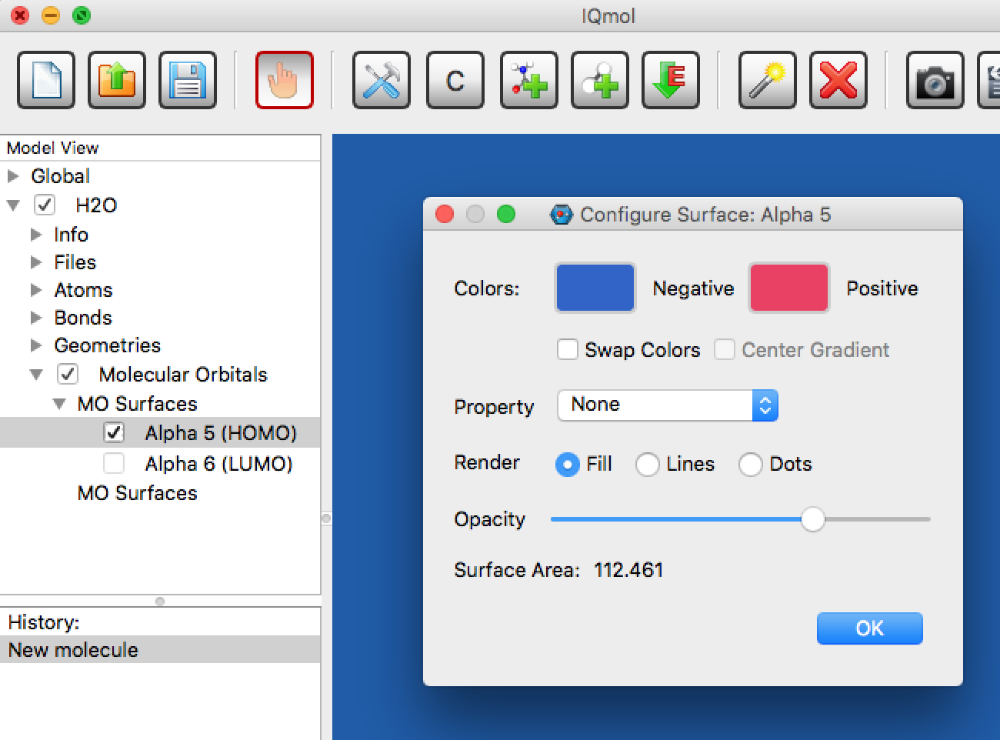 IQmol
C
E
Model View
Global
H2O
Info
Files
Atoms
Bonds
Geometries
Molecular Orbitals
MO Surfaces
Alpha 5 (HOMO)
Alpha 6 (LUMO)
MO Surfaces
History:
New molecule
Configure Surface: Alpha 5
Colors: Negative Positive
Swap Colors Center Gradient
Property None
Render Fill Lines Dots
Opacity
Surface Area: 112.461
OK